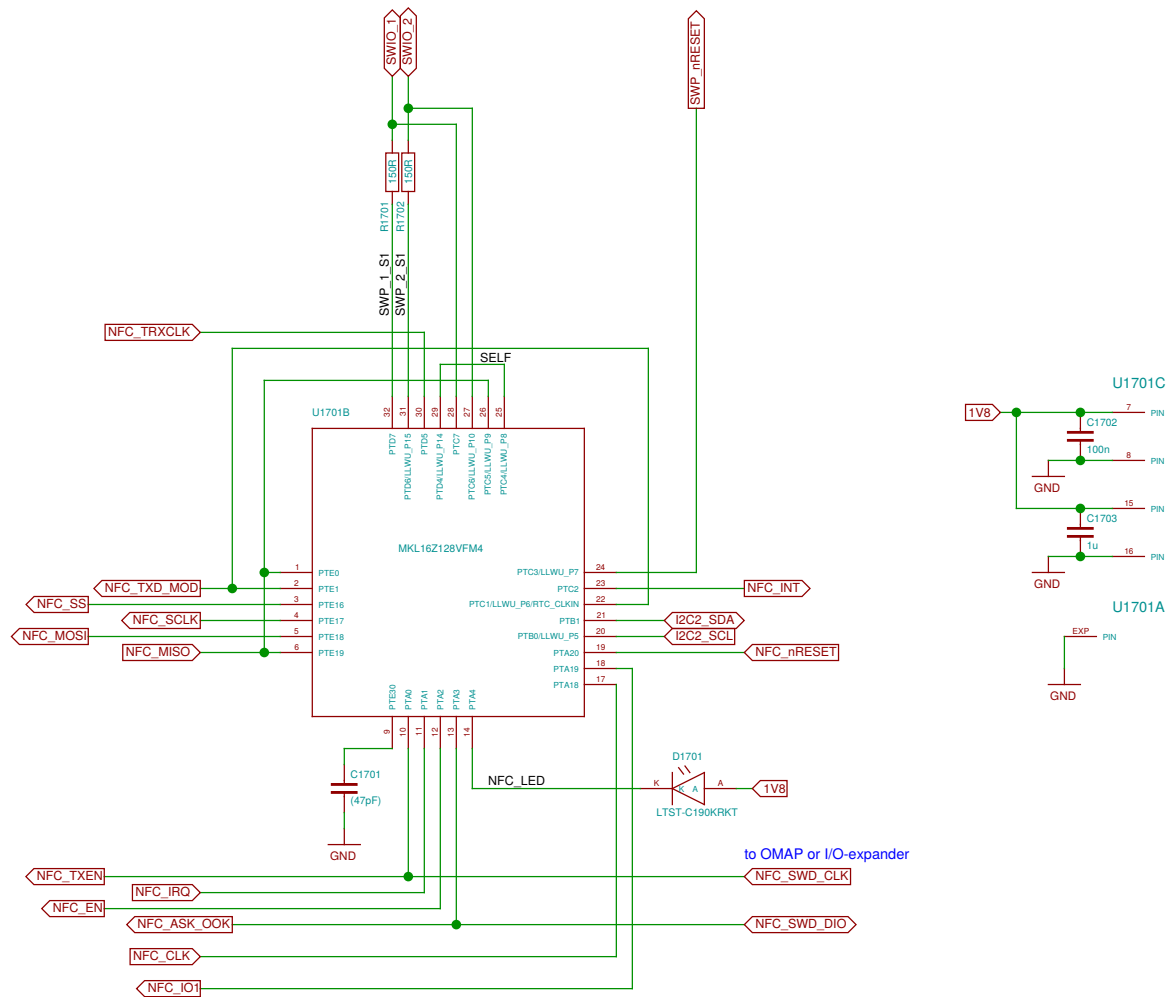 SWIO_1
SWIO_2
SWP_nRESET
150R
150R
R1701
R1702
SWP_1_S1
SWP_2_S1
NFC_TRXCLK
SELF
U1701B
32
31
30
29
28
27
26
25
PTD7
PTD6/LLWU_P15
PTD5
PTD4/LLWU_P14
PTC7
PTC6/LLWU_P10
PTC5/LLWU_P9
PTC4/LLWU_P8
MKL16Z128VFM4
NFC_TXD_MOD
NFC_SS
NFC_SCLK
NFC_MOSI
NFC_MISO
1 PTE0
2 PTE1
3 PTE16
4 PTE17
5 PTE18
6 PTE19
PTC3/LLWU_P7 24
PTC2 23
PTC1/LLWU_P6/RTC_CLKIN 22
PTB1 21
PTB0/LLWU_P5 20
PTA20 19
PTA19 18
PTA18 17
NFC_INT
I2C2_SDA
I2C2_SCL
NFC_nRESET
PTE30
PTA0
PTA1
PTA2
PTA3
PTA4
9
10
11
12
13
14
C1701
(47pF)
GND
NFC_LED
D1701
K
K
A
A
LTST-C190KRKT
1V8
to OMAP or I/O-expander
NFC_TXEN
NFC_SWD_CLK
NFC_IRQ
NFC_EN
NFC_ASK_OOK
NFC_SWD_DIO
NFC_CLK
NFC_IO1
U1701C
1V8
7 PIN
C1702
100n
8 PIN
GND
15 PIN
C1703
1u
16 PIN
GND
U1701A
EXP PIN
GND